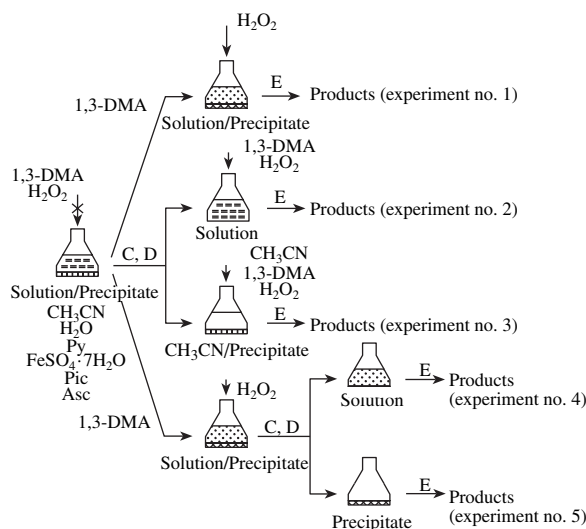 H₂O₂
1,3-DMA
E
Products (experiment no. 1)
Solution/Precipitate
1,3-DMA
H₂O₂
1,3-DMA
H₂O₂
E
Products (experiment no. 2)
Solution
C, D
Solution/Precipitate
CH₃CN
H₂O
Py
FeSO₄·7H₂O
Pic
Asc
CH₃CN
1,3-DMA
H₂O₂
E
Products (experiment no. 3)
CH₃CN/Precipitate
1,3-DMA
H₂O₂
Solution/Precipitate
C, D
E
Products
(experiment no. 4)
Solution
E
Products
(experiment no. 5)
Precipitate